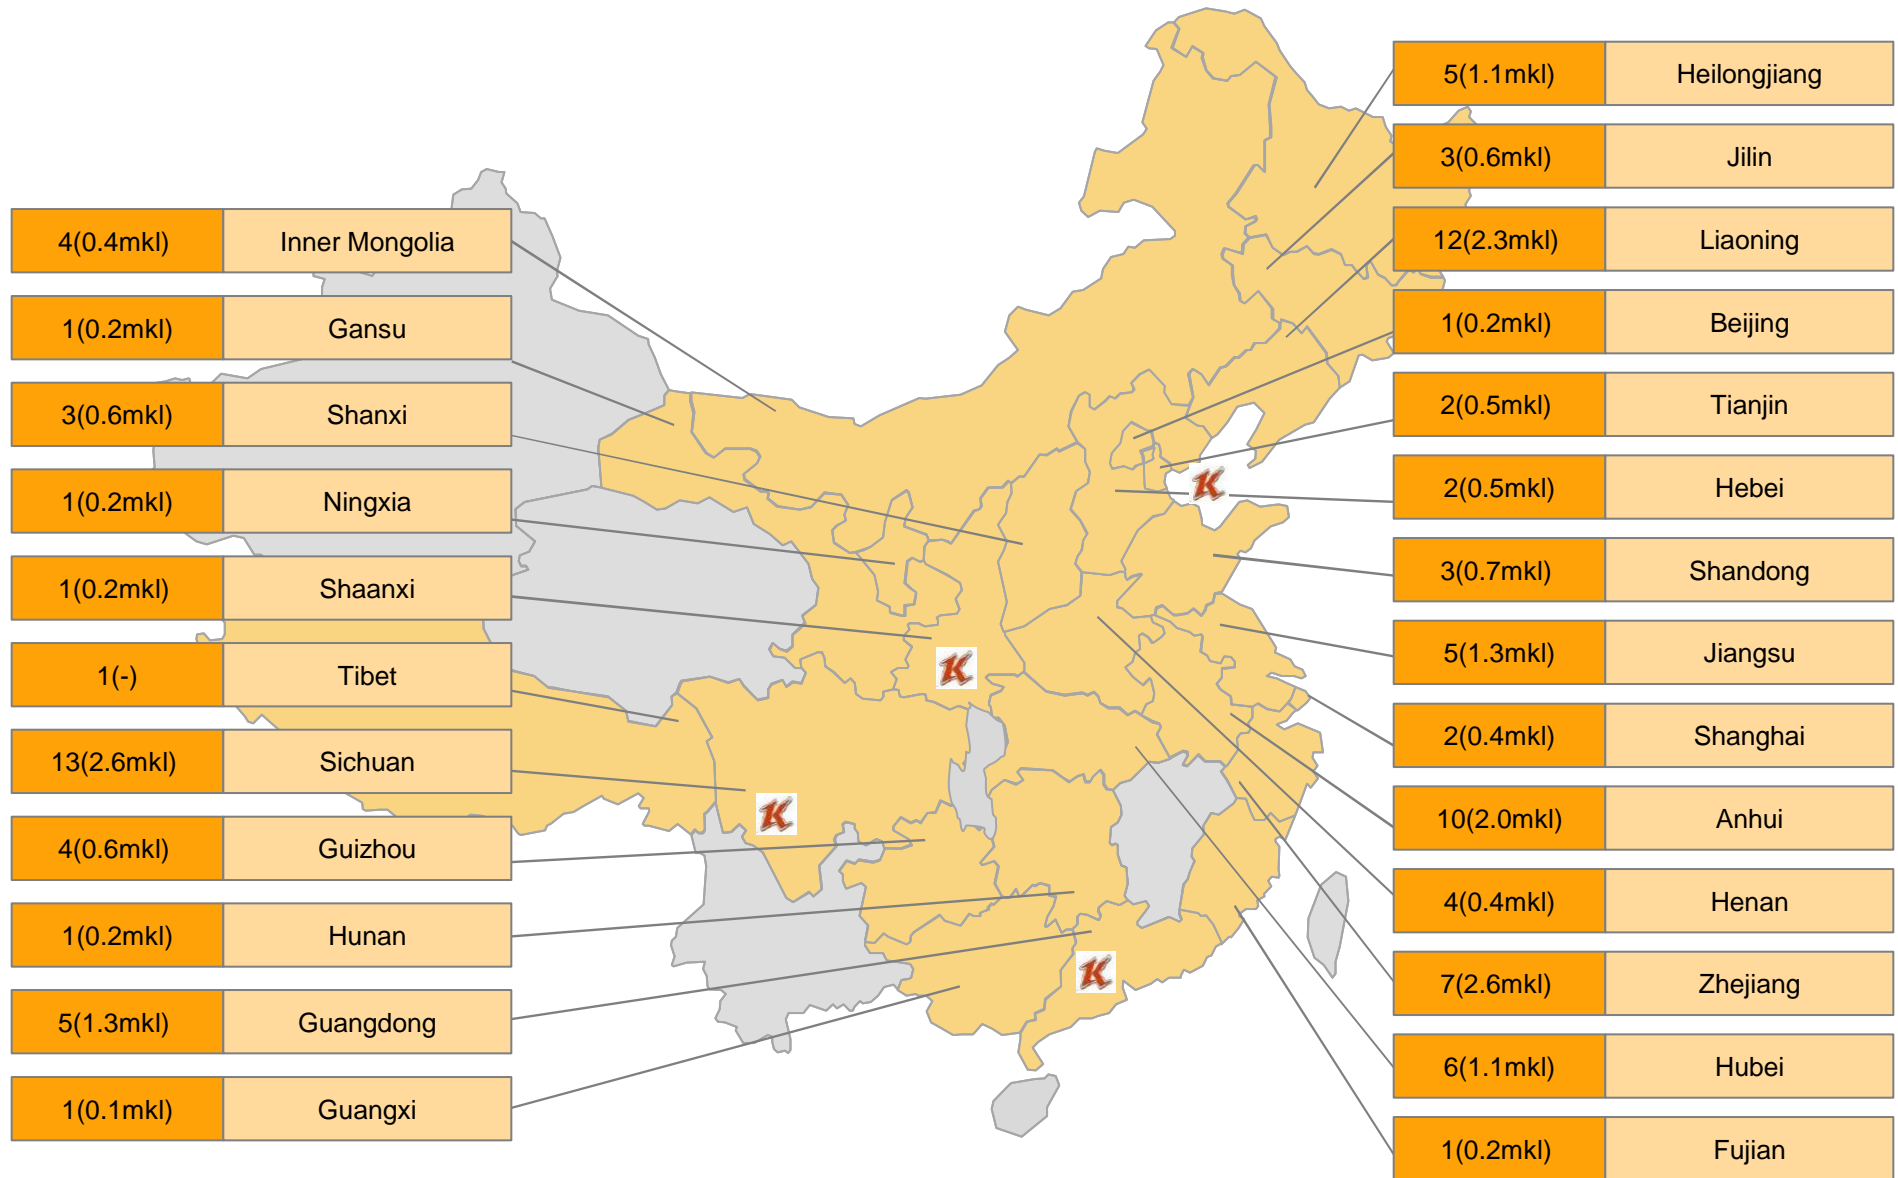 4(0.4mkl) Inner Mongolia
1(0.2mkl) Gansu
3(0.6mkl) Shanxi
1(0.2mkl) Ningxia
1(0.2mkl) Shaanxi
1(-) Tibet
13(2.6mkl) Sichuan
4(0.6mkl) Guizhou
1(0.2mkl) Hunan
5(1.3mkl) Guangdong
1(0.1mkl) Guangxi
K
K
K
K
5(1.1mkl) Heilongjiang
3(0.6mkl) Jilin
12(2.3mkl) Liaoning
1(0.2mkl) Beijing
2(0.5mkl) Tianjin
2(0.5mkl) Hebei
3(0.7mkl) Shandong
5(1.3mkl) Jiangsu
2(0.4mkl) Shanghai
10(2.0mkl) Anhui
4(0.4mkl) Henan
7(2.6mkl) Zhejiang
6(1.1mkl) Hubei
1(0.2mkl) Fujian